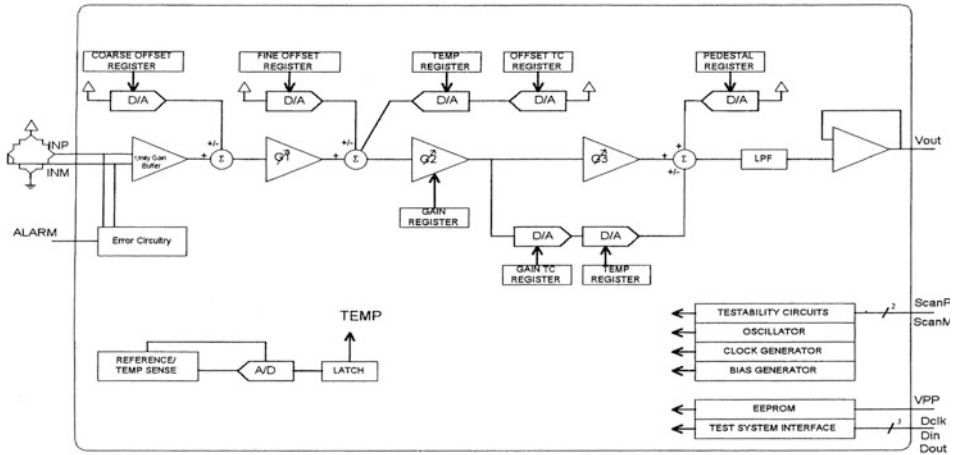 COARSE OFFSET
REGISTER
FINE OFFSET
REGISTER
TEMP
REGISTER
OFFSET TC
REGISTER
PEDESTAL
REGISTER
D/A
D/A
D/A
D/A
D/A
+/-
+/-
+
INP
INM
Unity Gain
Buffer
+
Σ
G1
+
Σ
G2
G3
+
Σ
+/-
LPF
Vout
GAIN
REGISTER
ALARM
Error Circuitry
D/A
D/A
GAIN TC
REGISTER
TEMP
REGISTER
TEMP
REFERENCE/
TEMP SENSE
A/D
LATCH
TESTABILITY CIRCUITS
2
ScanP
ScanM
OSCILLATOR
CLOCK GENERATOR
BIAS GENERATOR
EEPROM
VPP
TEST SYSTEM INTERFACE
3
Dclk
Din
Dout